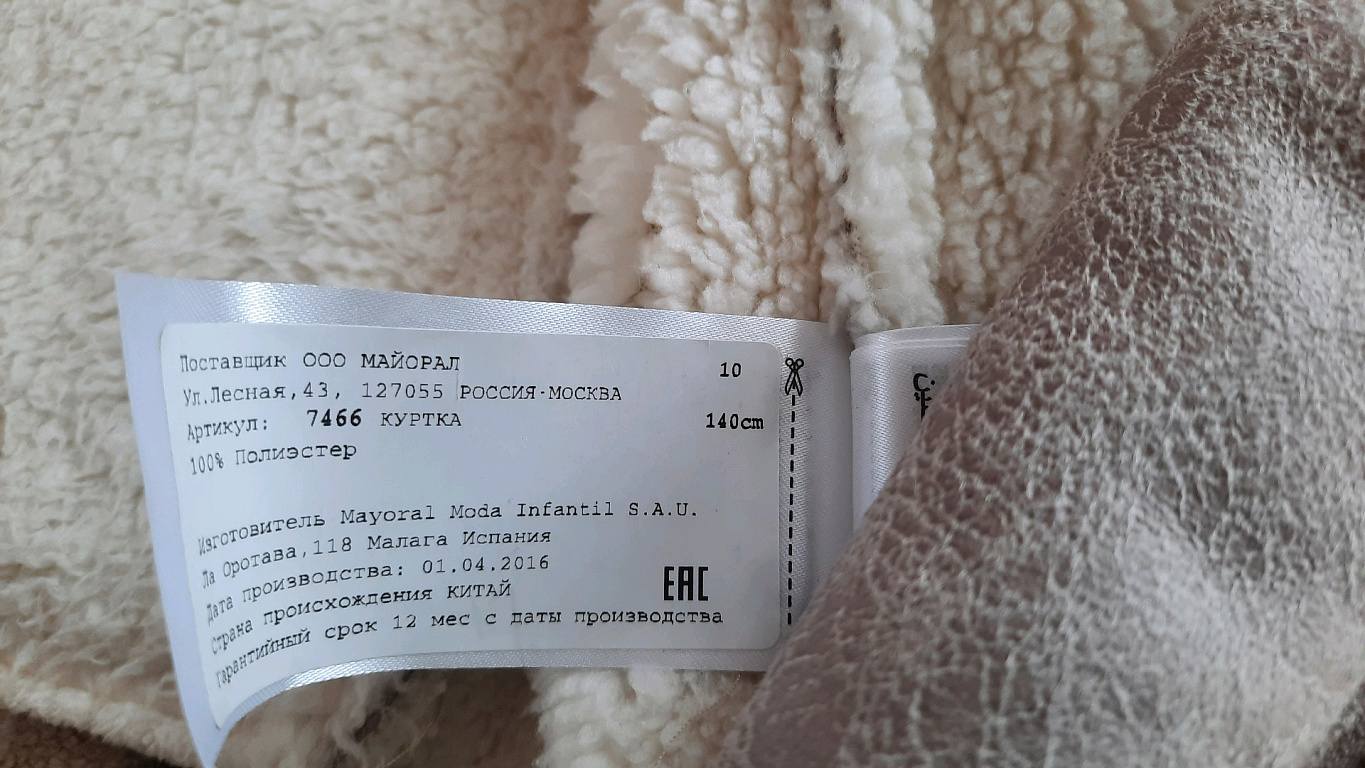 Поставщик ООО МАЙОРАЛ 10
Ул.Лесная,43, 127055 РОССИЯ-МОСКВА
Артикул: 7466 КУРТКА 140cm
100% Полиэстер
Изготовитель Mayoral Moda Infantil S.A.U.
Ла Оротава,118 Малага Испания
Дата производства: 01.04.2016
Страна происхождения КИТАЙ
EAC
Гарантийный срок 12 мес с даты производства